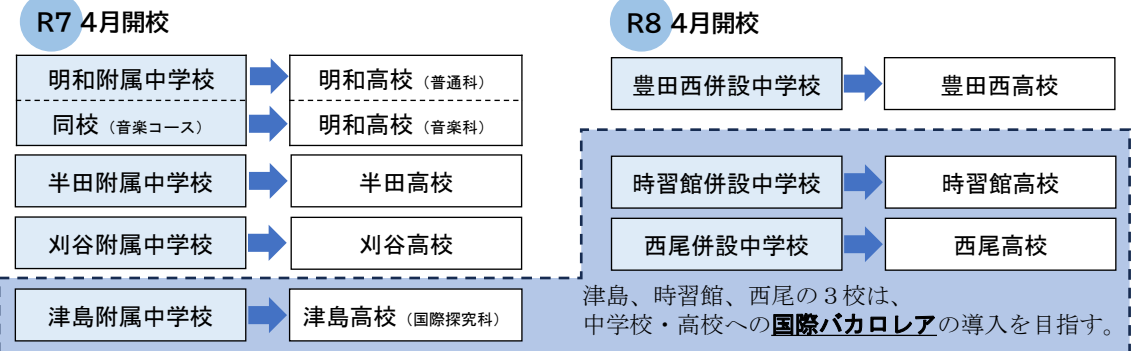 R7 4月開校
明和附属中学校 明和高校（普通科）
同校（音楽コース） 明和高校（音楽科）
半田附属中学校 半田高校
刈谷附属中学校 刈谷高校
津島附属中学校 津島高校（国際探究科）
R8 4月開校
豊田西併設中学校 豊田西高校
時習館併設中学校 時習館高校
西尾併設中学校 西尾高校
津島、時習館、西尾の３校は、
中学校・高校への国際バカロレアの導入を目指す。